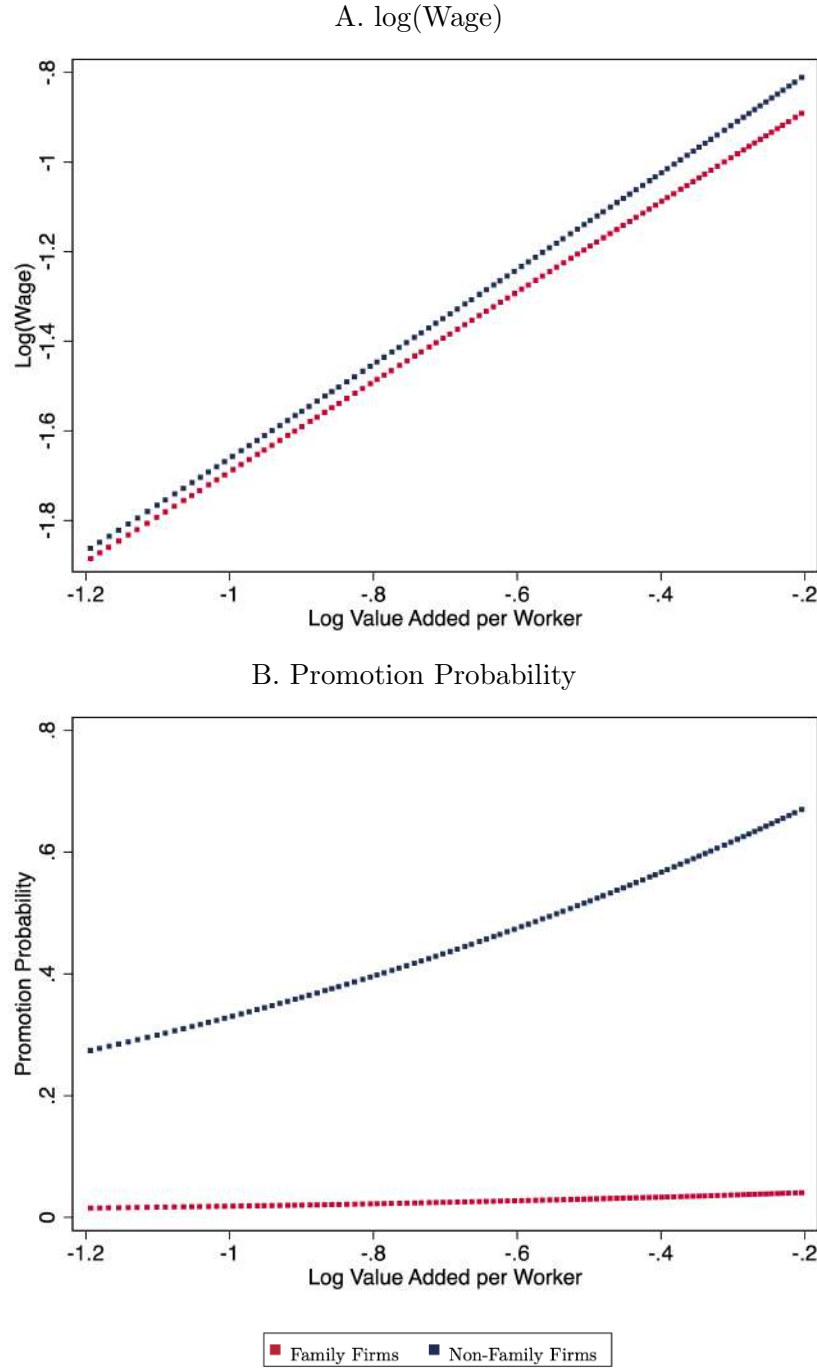 A. log(Wage)
-.8
-1
-1.2
-1.4
-1.6
-1.8
Log(Wage)
-1.2 -1 -.8 -.6 -.4 -.2
Log Value Added per Worker
B. Promotion Probability
.8
.6
.4
.2
0
Promotion Probability
-1.2 -1 -.8 -.6 -.4 -.2
Log Value Added per Worker
Family Firms Non-Family Firms